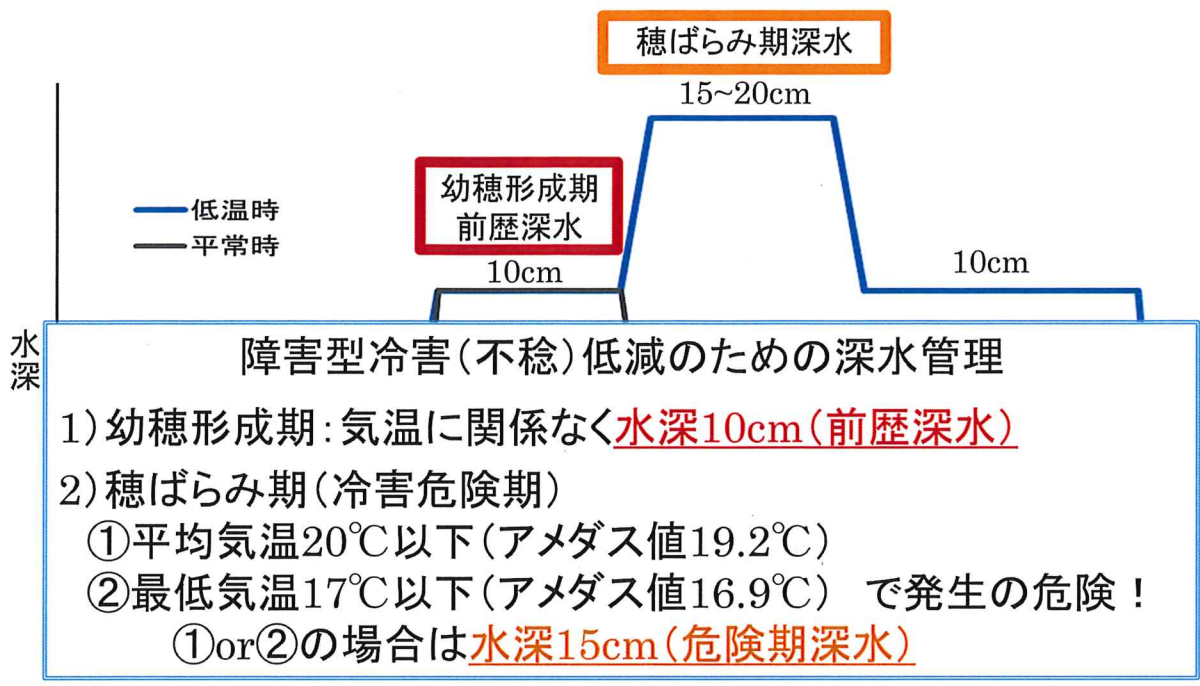 穂ばらみ期深水
15~20cm
幼穂形成期
前歴深水
低温時
平常時
10cm
10cm
水深
障害型冷害(不稔)低減のための深水管理
1)幼穂形成期:気温に関係なく水深10cm(前歴深水)
2)穂ばらみ期(冷害危険期)
①平均気温20℃以下(アメダス値19.2℃)
②最低気温17℃以下(アメダス値16.9℃) で発生の危険!
①or②の場合は水深15cm(危険期深水)